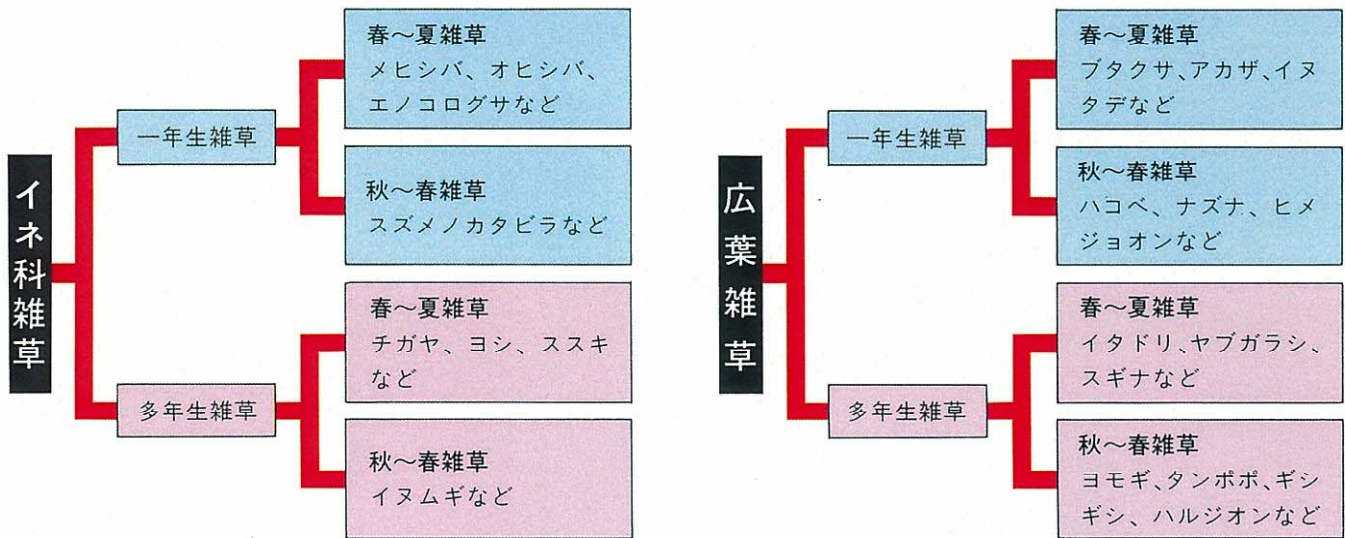 イネ科雑草
一年生雑草
春〜夏雑草
メヒシバ、オヒシバ、
エノコログサなど
秋〜春雑草
スズメノカタビラなど
多年生雑草
春〜夏雑草
チガヤ、ヨシ、ススキ
など
秋〜春雑草
イヌムギなど
広葉雑草
一年生雑草
春〜夏雑草
ブタクサ、アカザ、イヌ
タデなど
秋〜春雑草
ハコベ、ナズナ、ヒメ
ジョオンなど
多年生雑草
春〜夏雑草
イタドリ、ヤブガラシ、
スギナなど
秋〜春雑草
ヨモギ、タンポポ、ギシ
ギシ、ハルジオンなど